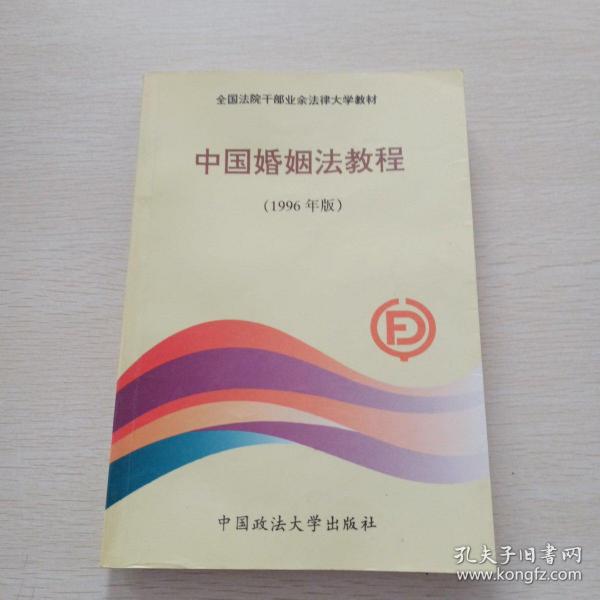 全国法院干部业余法律大学教材
中国婚姻法教程
(1996年版)
中国政法大学出版社
孔夫子旧书网
www.kongfz.com